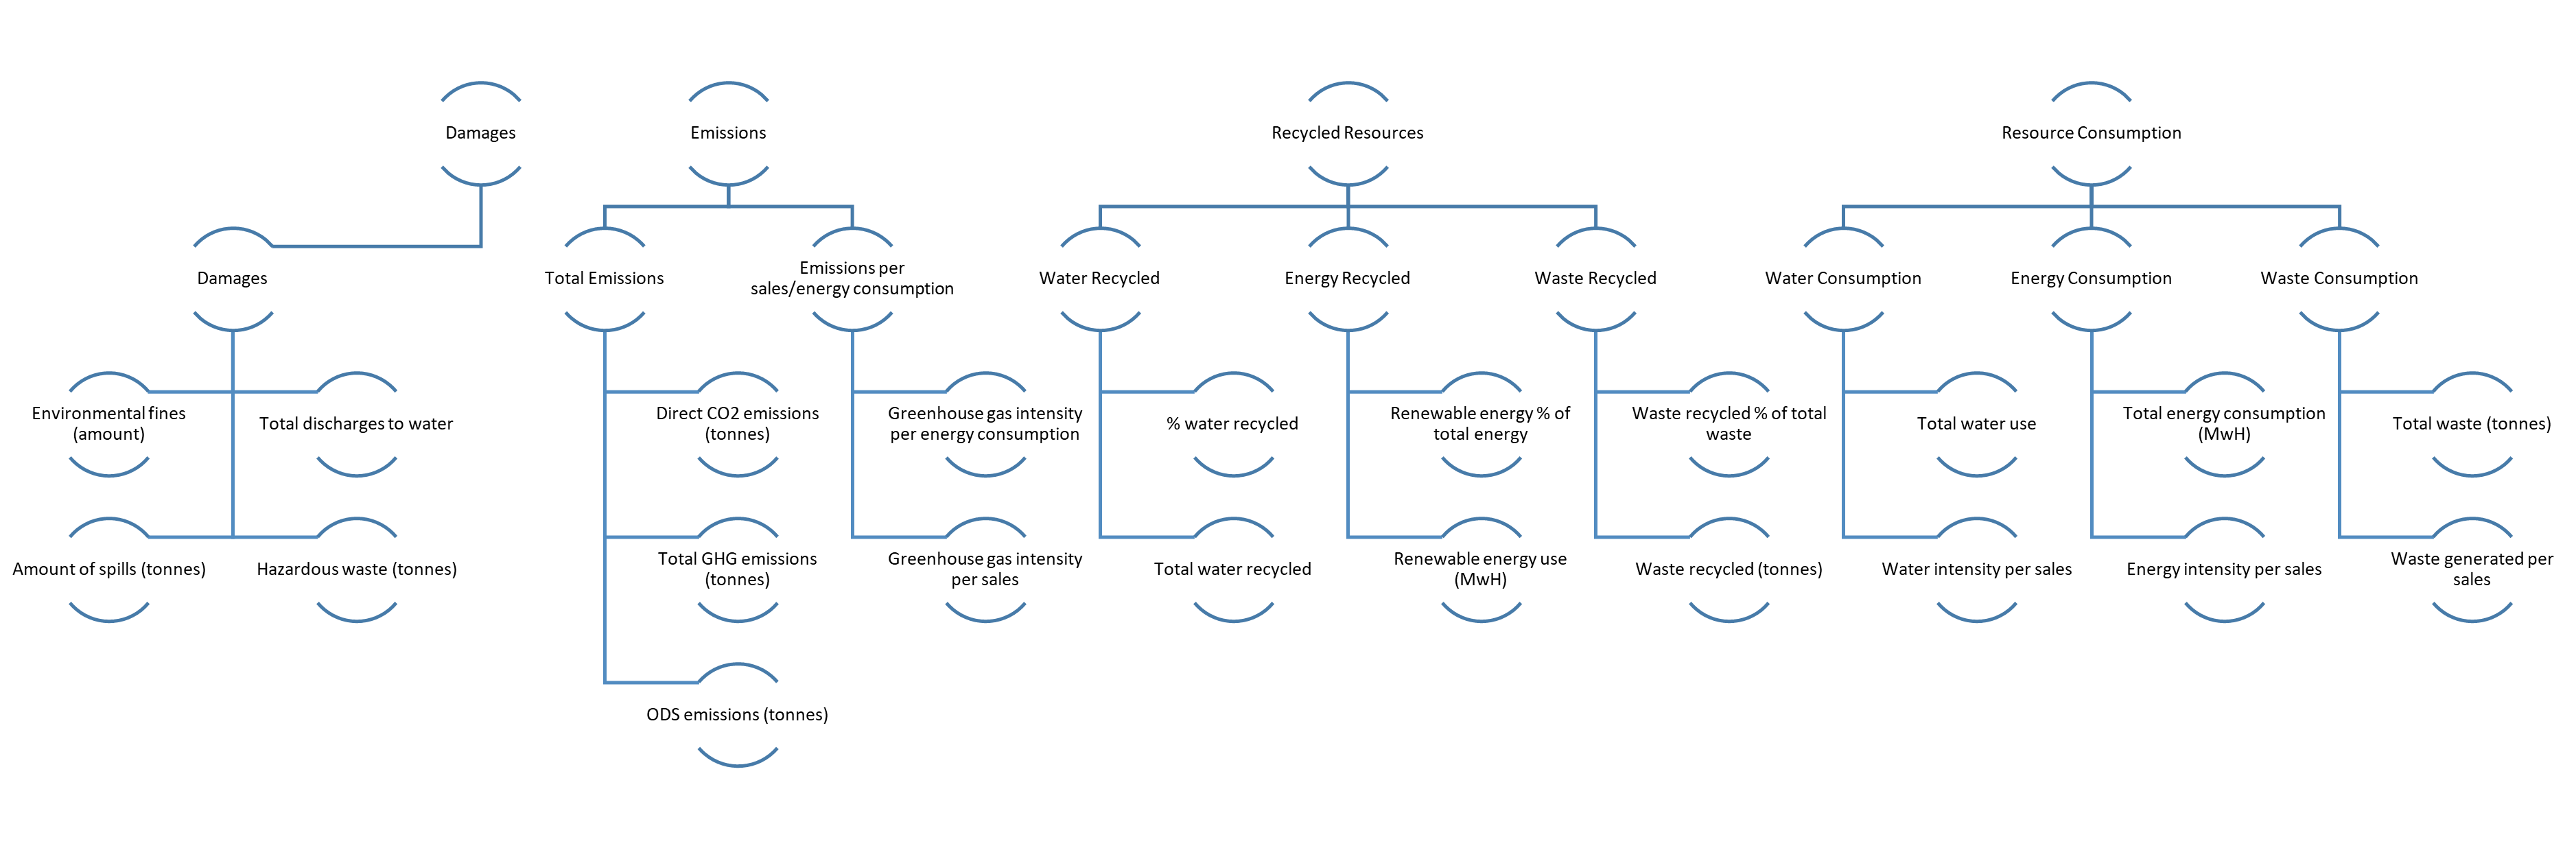 Damages
Emissions
Recycled Resources
Resource Consumption
Damages
Total Emissions
Emissions per
sales/energy consumption
Water Recycled
Energy Recycled
Waste Recycled
Water Consumption
Energy Consumption
Waste Consumption
Environmental fines
(amount)
Total discharges to water
Direct CO2 emissions
(tonnes)
Greenhouse gas intensity
per energy consumption
% water recycled
Renewable energy % of
total energy
Waste recycled % of total
waste
Total water use
Total energy consumption
(MwH)
Total waste (tonnes)
Amount of spills (tonnes)
Hazardous waste (tonnes)
Total GHG emissions
(tonnes)
Greenhouse gas intensity
per sales
Total water recycled
Renewable energy use
(MwH)
Waste recycled (tonnes)
Water intensity per sales
Energy intensity per sales
Waste generated per
sales
ODS emissions (tonnes)